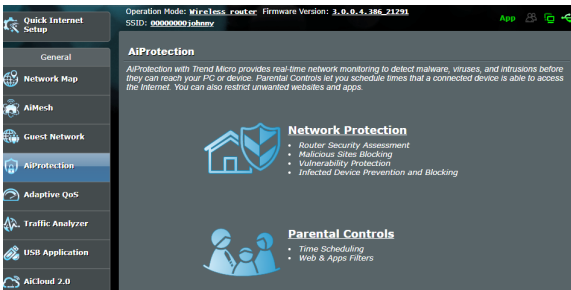 Operation Mode: Wireless router Firmware Version: 3.0.0.4.386_21291
SSID: 00000000johnny
App
Quick Internet
Setup
General
Network Map
AiMesh
Guest Network
AiProtection
Adaptive QoS
Traffic Analyzer
USB Application
AiCloud 2.0
AiProtection
AiProtection with Trend Micro provides real-time network monitoring to detect malware, viruses, and intrusions before
they can reach your PC or device. Parental Controls let you schedule times that a connected device is able to access
the Internet. You can also restrict unwanted websites and apps.
Network Protection
• Router Security Assessment
• Malicious Sites Blocking
• Vulnerability Protection
• Infected Device Prevention and Blocking
Parental Controls
• Time Scheduling
• Web & Apps Filters